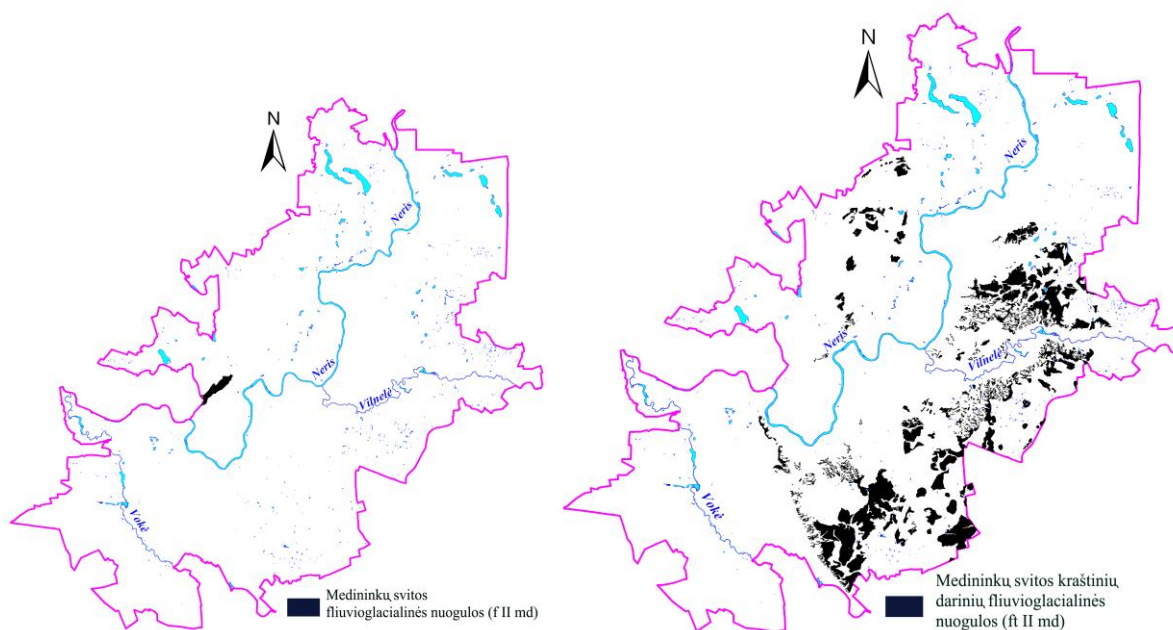 N
Neris
Neris
Vilnelė
Vokė
Medininkų svitos
fliuvioglacialinės nuogulos (f II md)
N
Neris
Neris
Vilnelė
Vokė
Medininkų svitos kraštinių
darinių fliuvioglacialinės
nuogulos (ft II md)